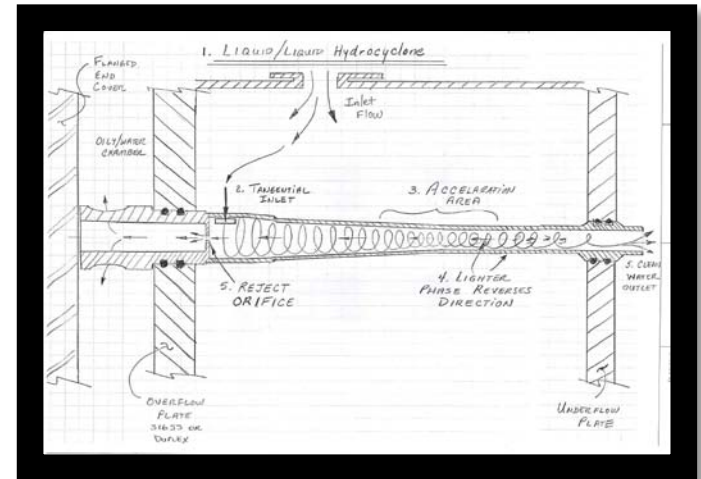 1. LIQUID/LIQUID HYDROCYCLONE
FLANGED
END
COVER
Inlet
FLOW
OILY/WATER
CHAMBER
2. TANGENTIAL
INLET
3. ACCELARATION
AREA
5. REJECT
ORIFICE
4. LIGHTER
PHASE REVERSES
DIRECTION
5. CLEAN
WATER
OUTLET
OVERFLOW
PLATE
316SS OR
DUPLEX
UNDERFLOW
PLATE